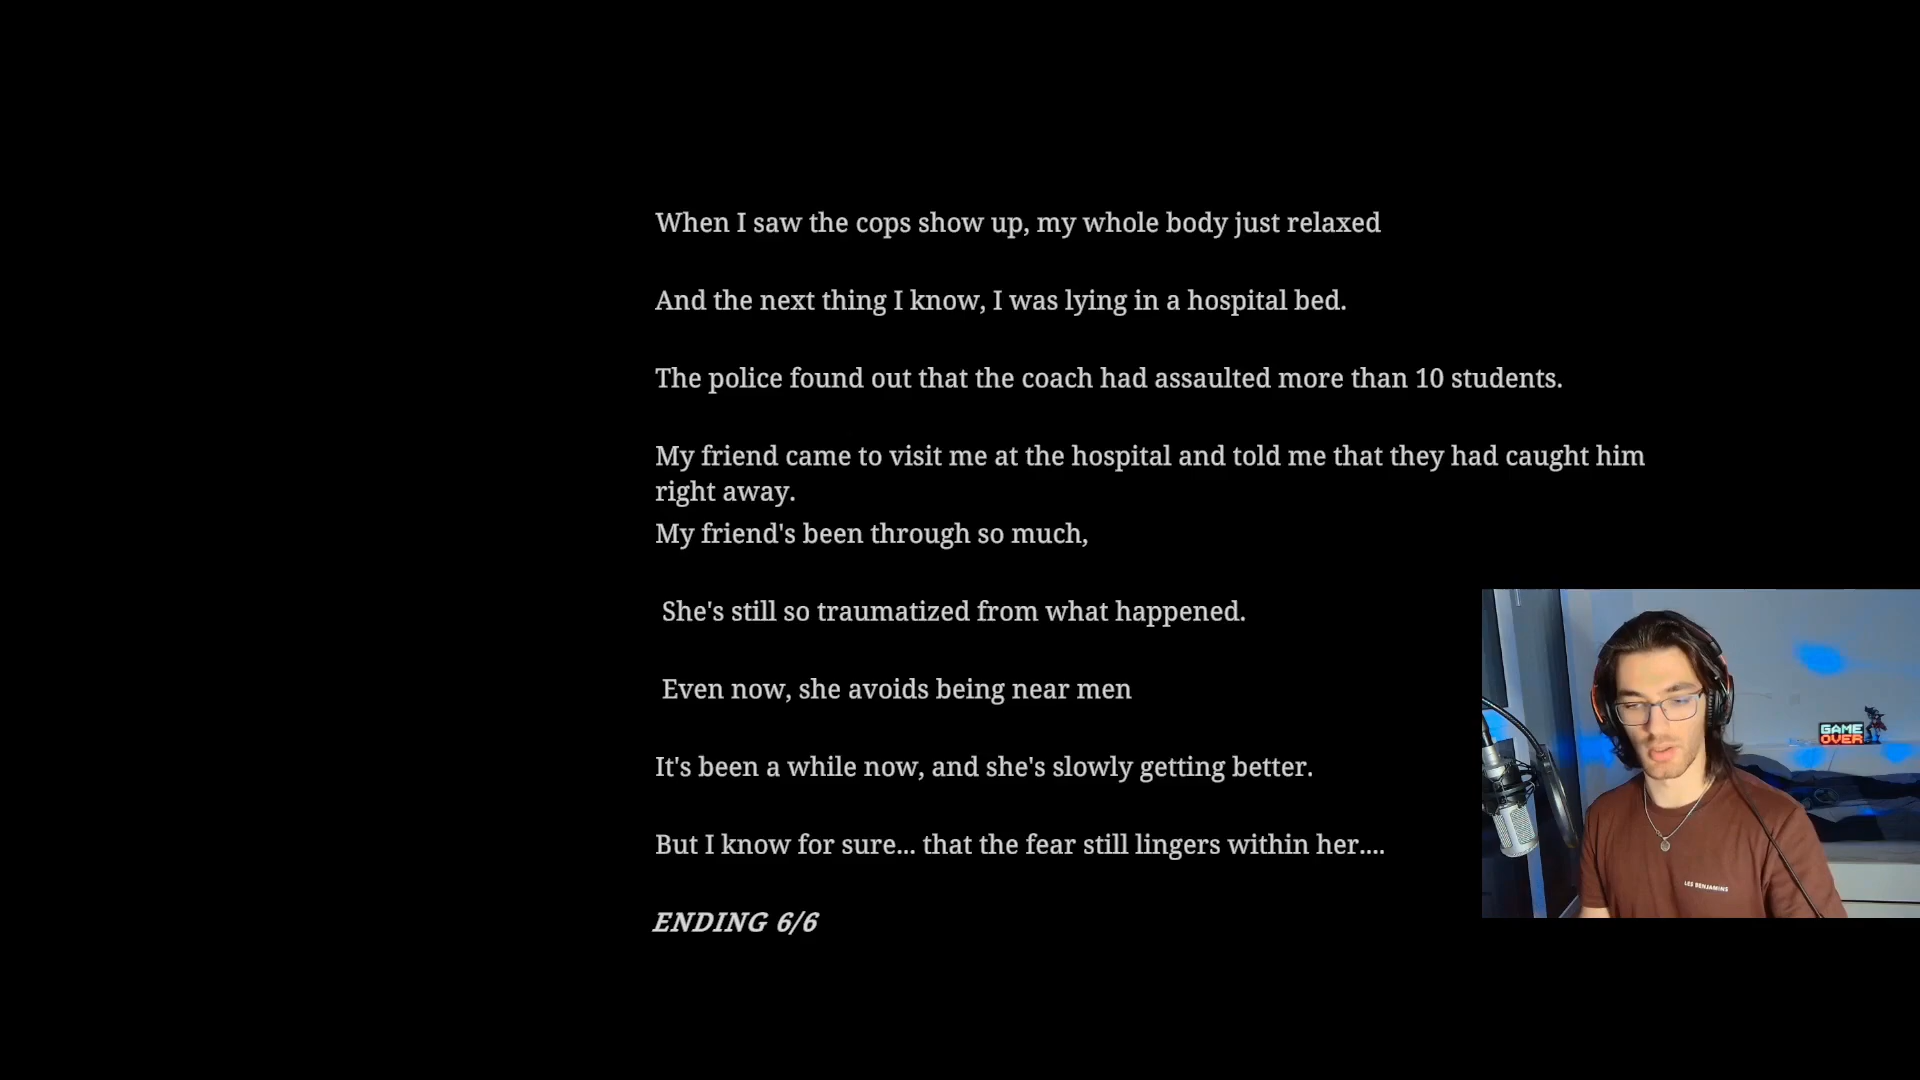 When I saw the cops show up, my whole body just relaxed
And the next thing I know, I was lying in a hospital bed.
The police found out that the coach had assaulted more than 10 students.
My friend came to visit me at the hospital and told me that they had caught him
right away.
My friend's been through so much,
She's still so traumatized from what happened.
Even now, she avoids being near men
It's been a while now, and she's slowly getting better.
But I know for sure... that the fear still lingers within her....
ENDING 6/6
GAME
OVER
LES BENJAMINS